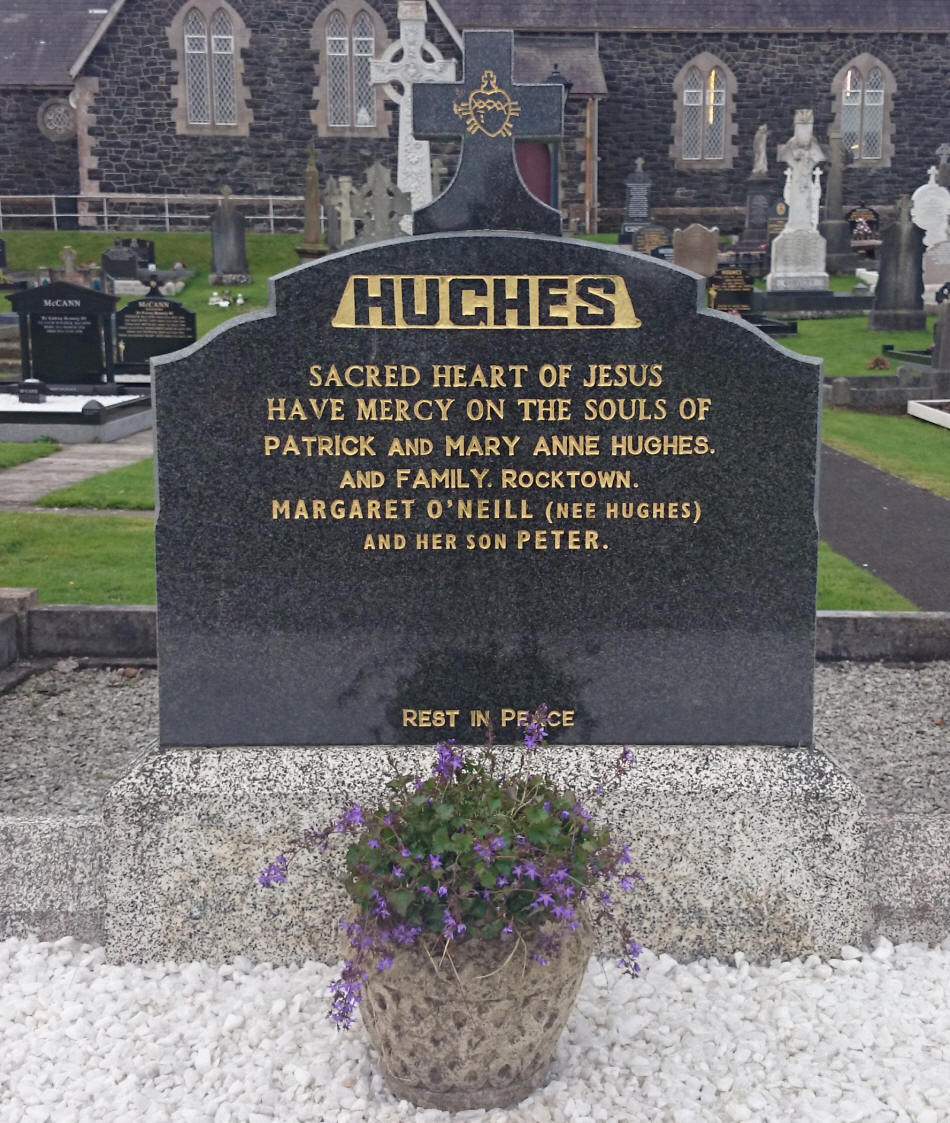 HUGHES
SACRED HEART OF JESUS
HAVE MERCY ON THE SOULS OF
PATRICK AND MARY ANNE HUGHES.
AND FAMILY. ROCKTOWN.
MARGARET O'NEILL (NEE HUGHES)
AND HER SON PETER.
REST IN PEACE
McCANN
McCANN